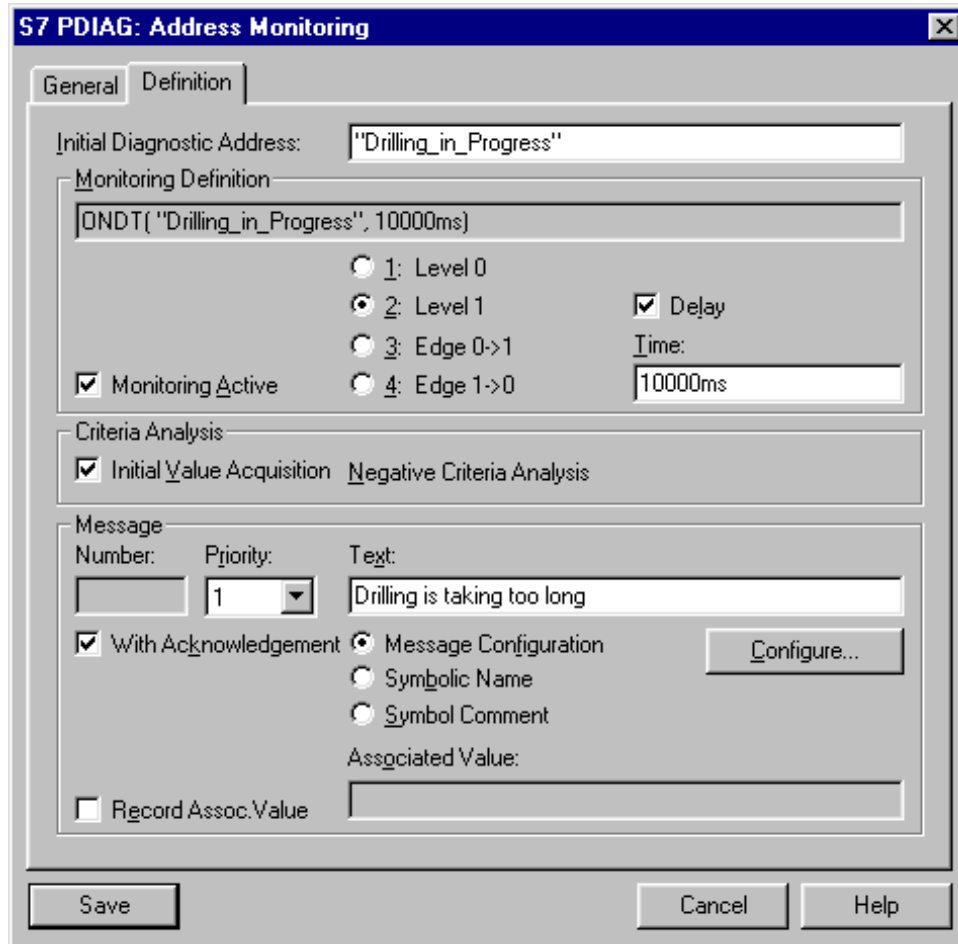 S7 PDIAG: Address Monitoring
General Definition
Initial Diagnostic Address: "Drilling_in_Progress"
Monitoring Definition
ONDT( "Drilling_in_Progress", 10000ms)
1: Level 0
2: Level 1 Delay
3: Edge 0->1 Time:
Monitoring Active 4: Edge 1->0 10000ms
Criteria Analysis
Initial Value Acquisition Negative Criteria Analysis
Message
Number: Priority: Text:
1 Drilling is taking too long
With Acknowledgement Message Configuration Configure...
Symbolic Name
Symbol Comment
Associated Value:
Record Assoc.Value
Save Cancel Help